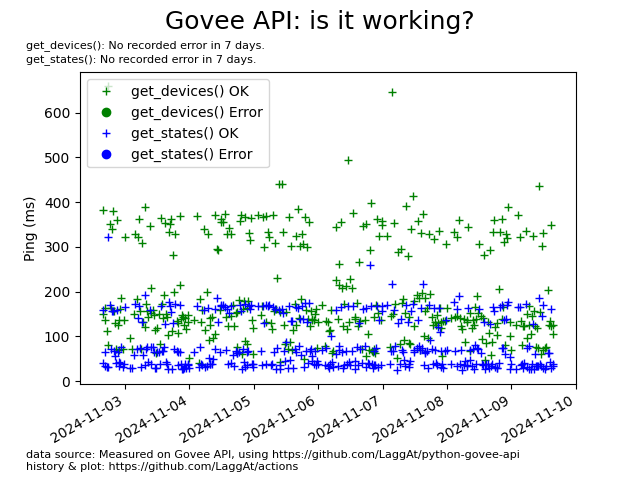 Govee API: is it working?
get_devices(): No recorded error in 7 days.
get_states(): No recorded error in 7 days.
get_devices() OK
get_devices() Error
get_states() OK
get_states() Error
Ping (ms)
600
500
400
300
200
100
0
2024-11-03
2024-11-04
2024-11-05
2024-11-06
2024-11-07
2024-11-08
2024-11-09
2024-11-10
data source: Measured on Govee API, using https://github.com/LaggAt/python-govee-api
history & plot: https://github.com/LaggAt/actions